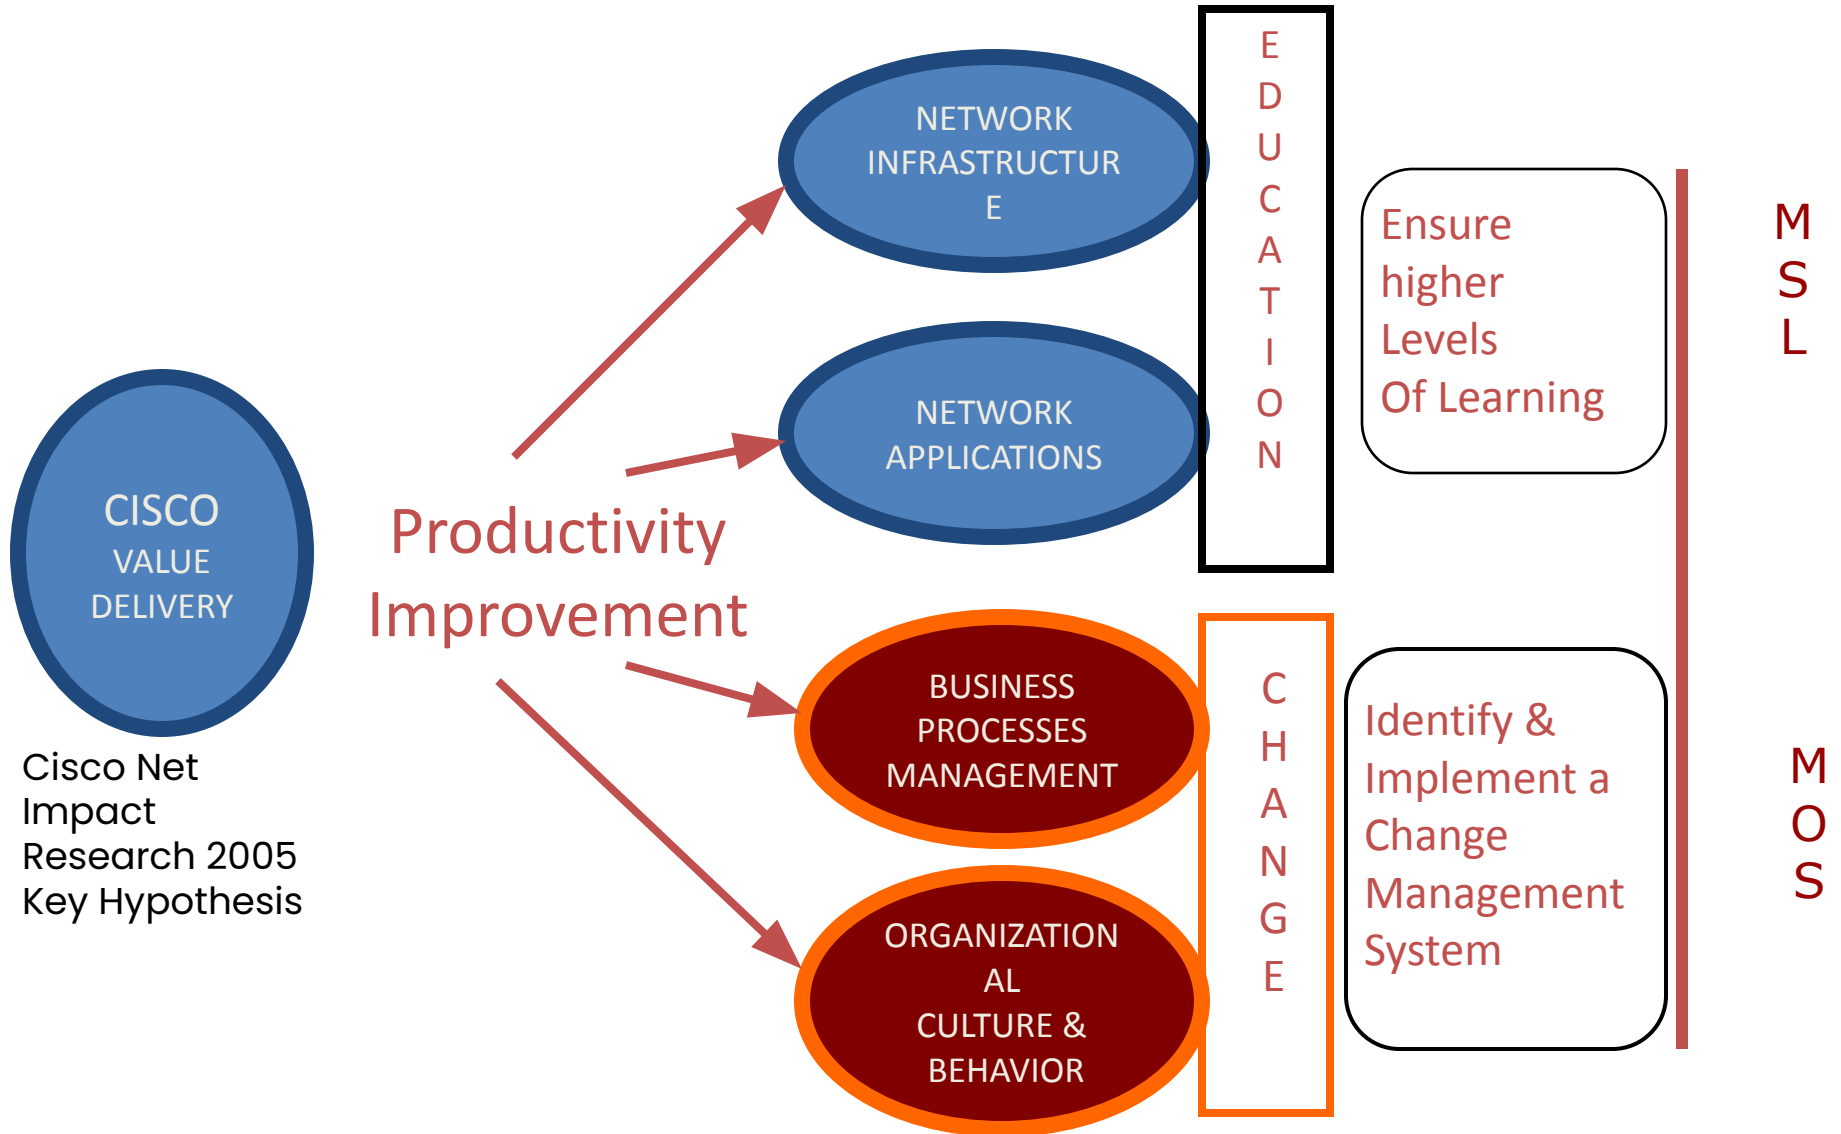 CISCO
VALUE
DELIVERY
Cisco Net
Impact
Research 2005
Key Hypothesis
Productivity
Improvement
NETWORK
INFRASTRUCTUR
E
NETWORK
APPLICATIONS
BUSINESS
PROCESSES
MANAGEMENT
ORGANIZATION
AL
CULTURE &
BEHAVIOR
E
D
U
C
A
T
I
O
N
C
H
A
N
G
E
Ensure
higher
Levels
Of Learning
Identify &
Implement a
Change
Management
System
M
S
L
M
O
S